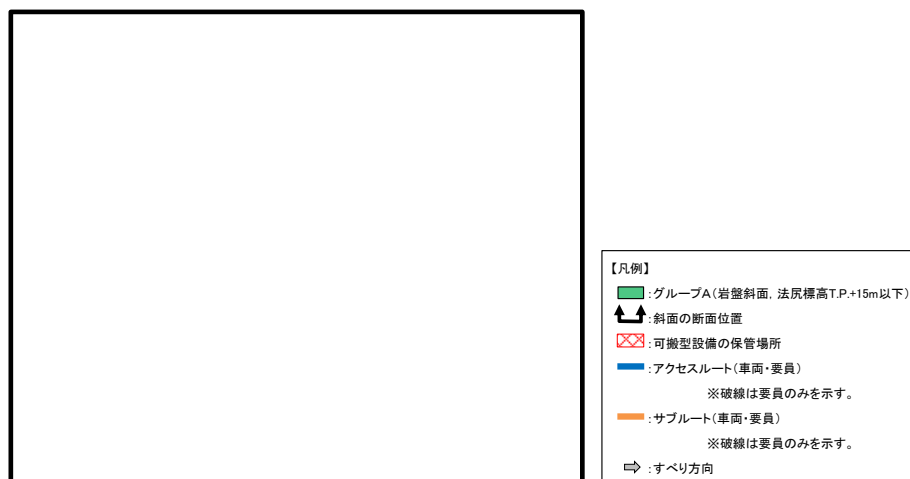 【凡例】
:グループA(岩盤斜面, 法尻標高T.P.+15m以下)
:斜面の断面位置
:可搬型設備の保管場所
:アクセスルート(車両・要員)
※破線は要員のみを示す。
:サブルート(車両・要員)
※破線は要員のみを示す。
:すべり方向